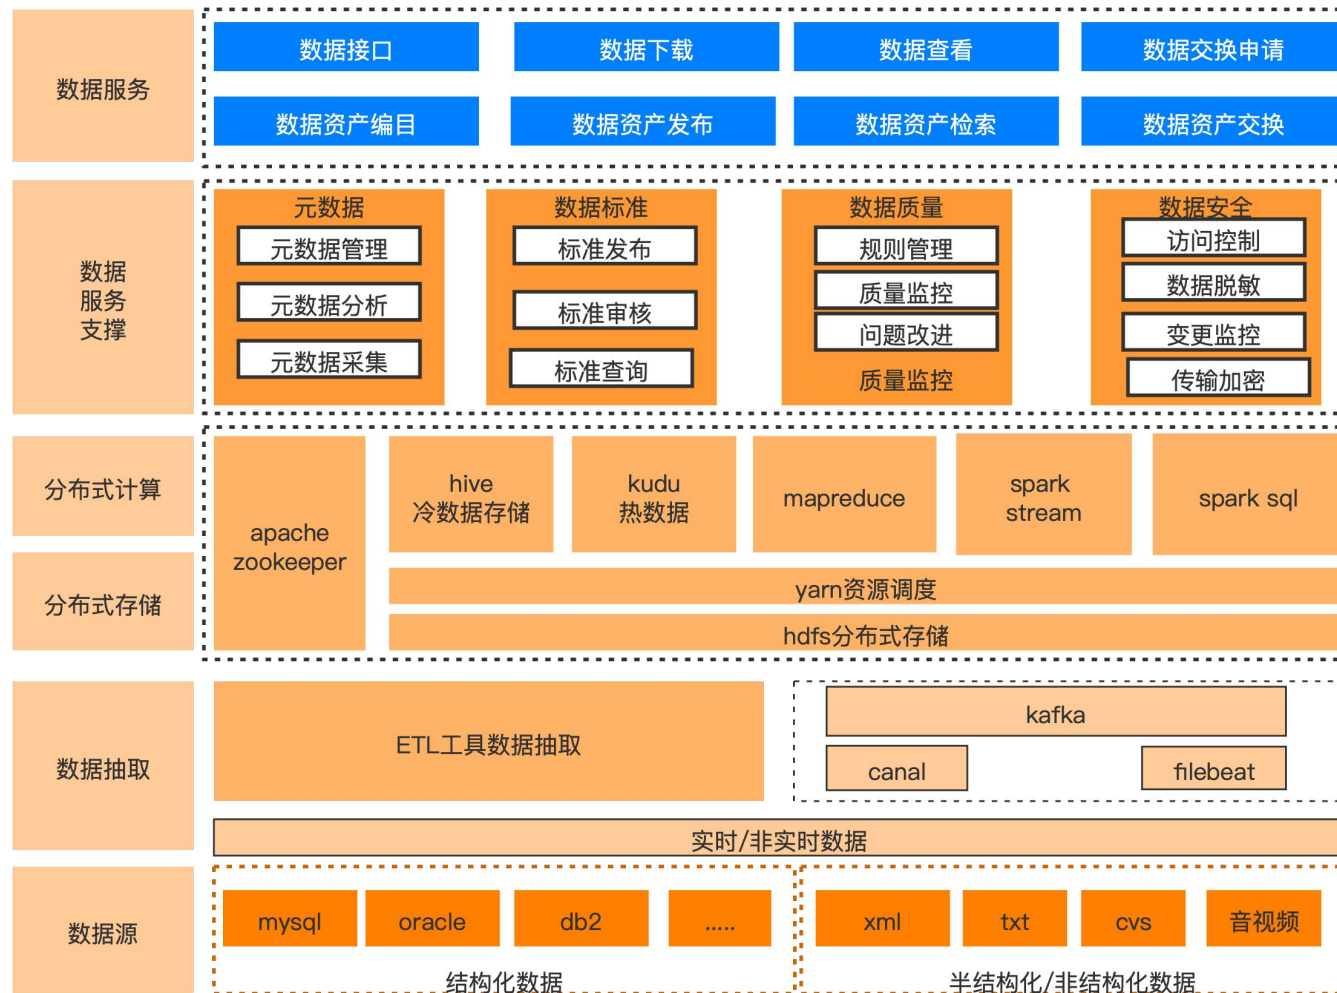 数据服务
数据接口
数据下载
数据查看
数据交换申请
数据资产编目
数据资产发布
数据资产检索
数据资产交换
数据
服务
支撑
元数据
元数据管理
元数据分析
元数据采集
数据标准
标准发布
标准审核
标准查询
数据质量
规则管理
质量监控
问题改进
质量监控
数据安全
访问控制
数据脱敏
变更监控
传输加密
分布式计算
分布式存储
apache
zookeeper
hive
冷数据存储
kudu
热数据
mapreduce
spark
stream
spark sql
yarn资源调度
hdfs分布式存储
数据抽取
ETL工具数据抽取
kafka
canal
filebeat
实时/非实时数据
数据源
mysql
oracle
db2
.....
结构化数据
xml
txt
cvs
音视频
半结构化/非结构化数据